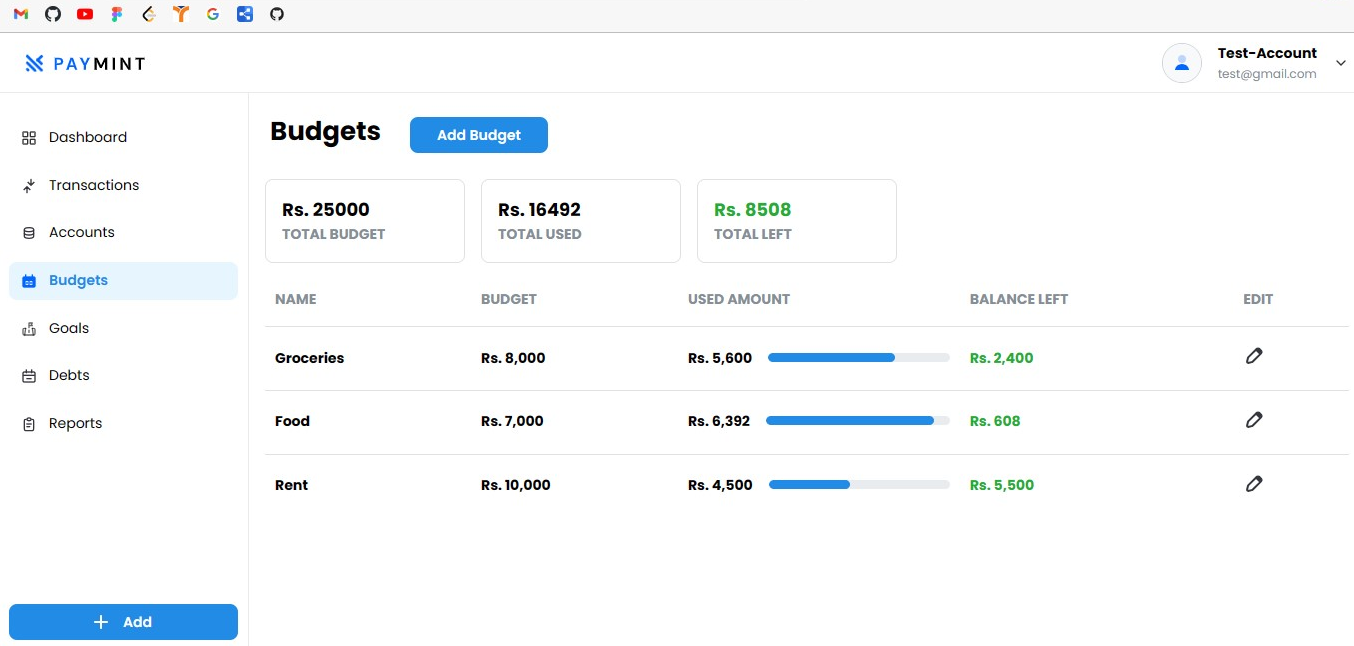 PAYMINT
Test-Account
test@gmail.com
Dashboard
Transactions
Accounts
Budgets
Goals
Debts
Reports
Add
Budgets
Add Budget
Rs. 25000
TOTAL BUDGET
Rs. 16492
TOTAL USED
Rs. 8508
TOTAL LEFT
NAME BUDGET USED AMOUNT BALANCE LEFT EDIT
Groceries Rs. 8,000 Rs. 5,600 Rs. 2,400
Food Rs. 7,000 Rs. 6,392 Rs. 608
Rent Rs. 10,000 Rs. 4,500 Rs. 5,500